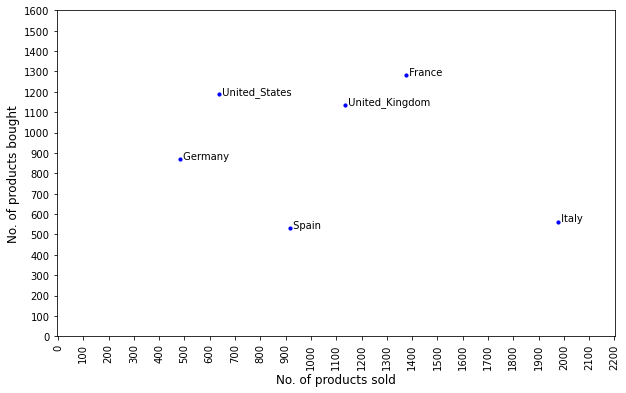 1600
1500
1400
1300
1200
1100
1000
900
800
700
600
500
400
300
200
100
0
No. of products bought
France
United_States
United_Kingdom
Germany
Italy
Spain
0 100 200 300 400 500 600 700 800 900 1000 1100 1200 1300 1400 1500 1600 1700 1800 1900 2000 2100 2200
No. of products sold